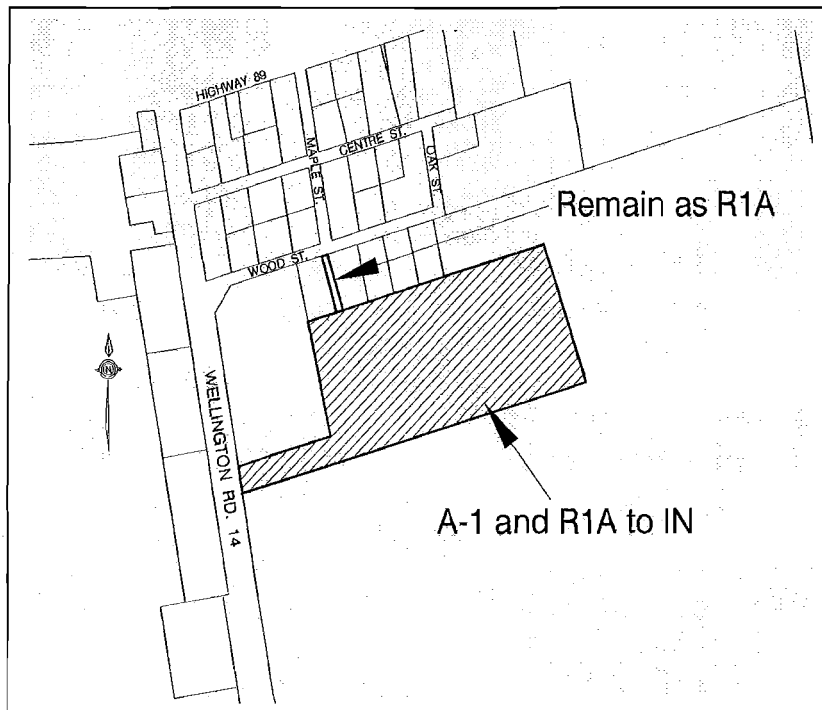 HIGHWAY 89
MAPLE ST.
CENTRE ST.
OAK ST.
Remain as R1A
WOOD ST.
N
WELLINGTON RD. 14
A-1 and R1A to IN